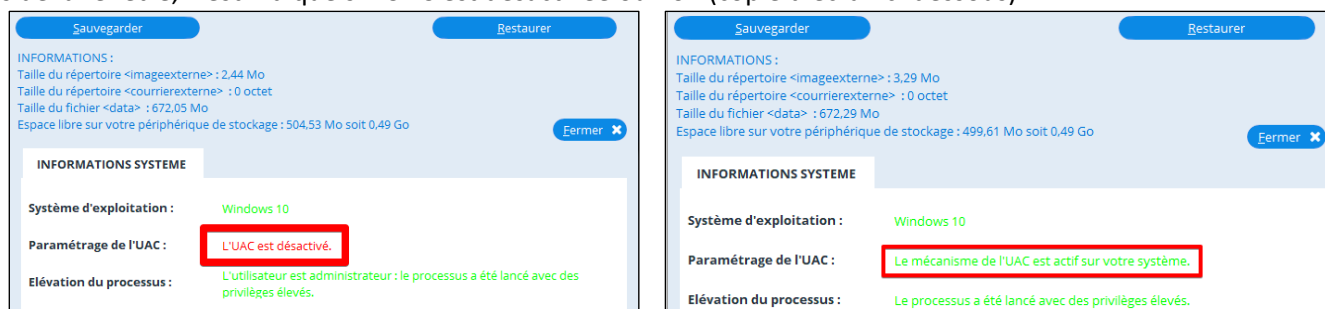 Sauvegarder
Restaurer
INFORMATIONS :
Taille du répertoire <imageexterne> : 2,44 Mo
Taille du répertoire <courrierexterne>  : 0 octet
Taille du fichier <data>  : 672,05 Mo
Espace libre sur votre périphérique de stockage : 504,53 Mo soit 0,49 Go
Fermer
INFORMATIONS SYSTEME
Système d'exploitation :
Windows 10
Paramétrage de l'UAC :
L'UAC est désactivé.
Elévation du processus :
L'utilisateur est administrateur : le processus a été lancé avec des
privilèges élevés.
Sauvegarder
Restaurer
INFORMATIONS :
Taille du répertoire <imageexterne> : 3,29 Mo
Taille du répertoire <courrierexterne>  : 0 octet
Taille du fichier <data>  : 672,29 Mo
Espace libre sur votre périphérique de stockage : 499,61 Mo soit 0,49 Go
Fermer
INFORMATIONS SYSTEME
Système d'exploitation :
Windows 10
Paramétrage de l'UAC :
Le mécanisme de l'UAC est actif sur votre système.
Elévation du processus :
Le processus a été lancé avec des privilèges élevés.